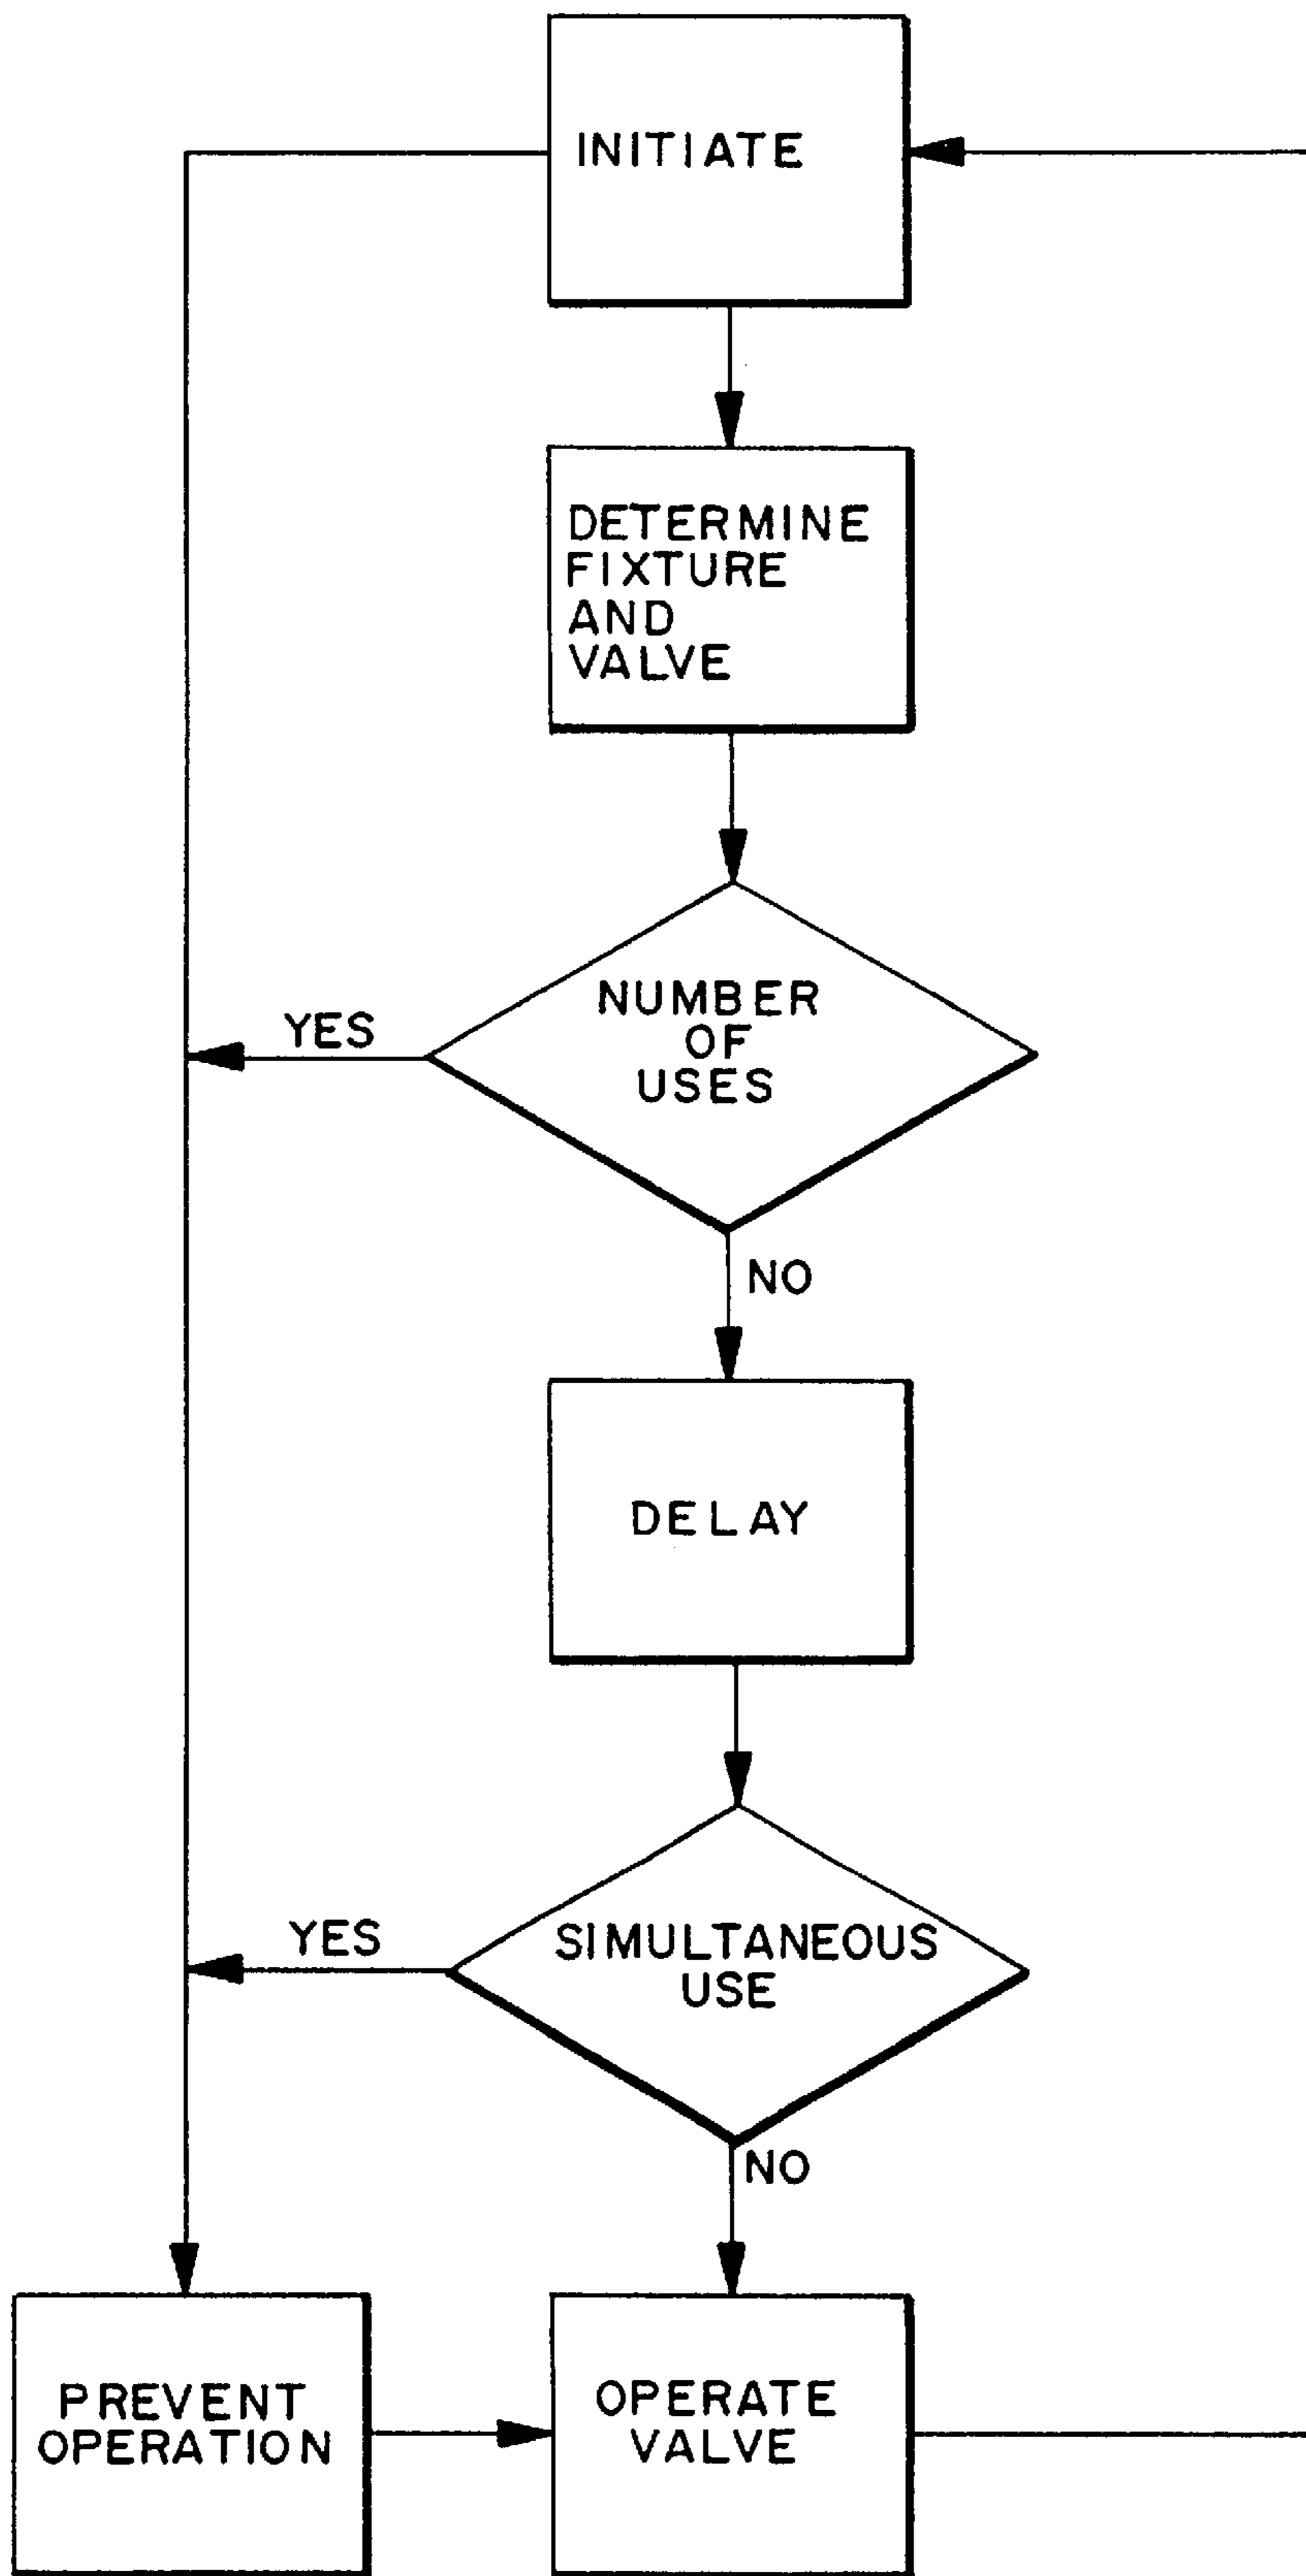 INITIATE
DETERMINE
FIXTURE
AND
VALVE
NUMBER
OF
USES
YES
NO
DELAY
SIMULTANEOUS
USE
YES
NO
PREVENT
OPERATION
OPERATE
VALVE